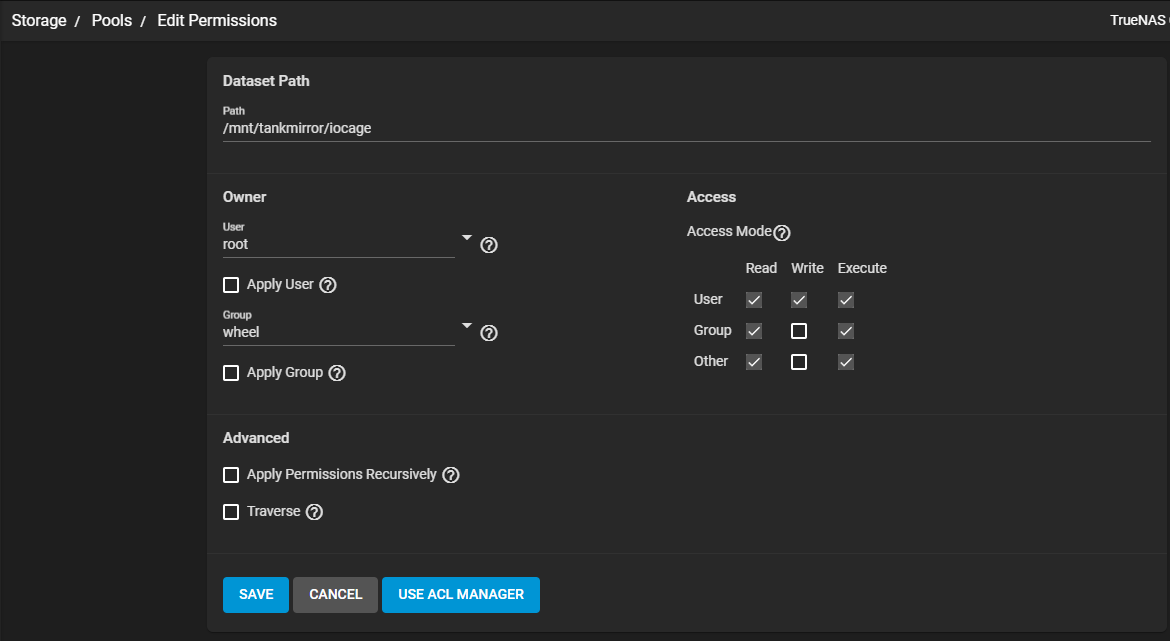 Storage / Pools / Edit Permissions
TrueNAS
Dataset Path
Path
/mnt/tankmirror/iocage
Owner
User
root
Apply User
Group
wheel
Apply Group
Access
Access Mode
Read Write Execute
User
Group
Other
Advanced
Apply Permissions Recursively
Traverse
SAVE CANCEL USE ACL MANAGER